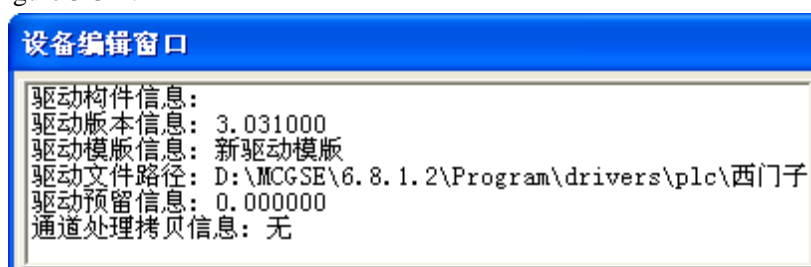 设备编辑窗口
驱动构件信息:
驱动版本信息: 3.031000
驱动模版信息: 新驱动模版
驱动文件路径: D:\MCGSE\6.8.1.2\Program\drivers\plc\西门子
驱动预留信息: 0.000000
通道处理拷贝信息: 无